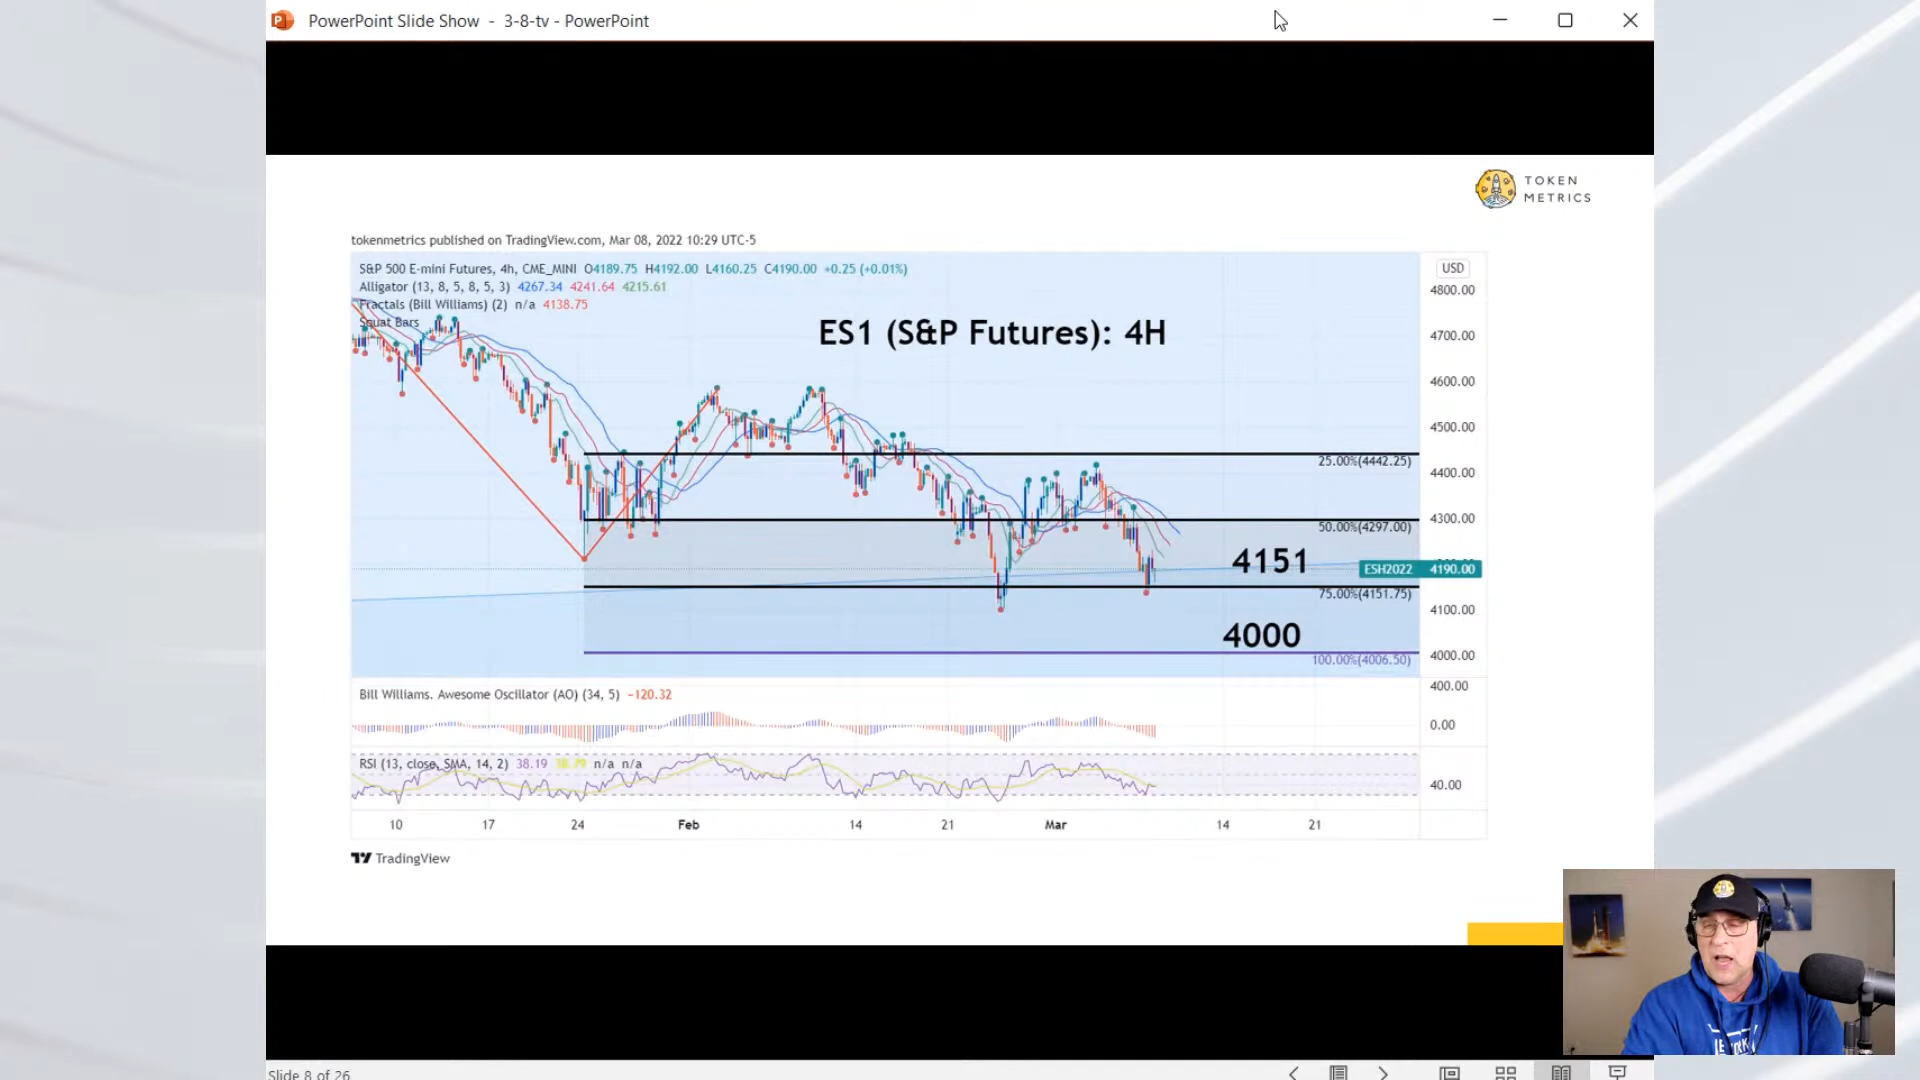 PowerPoint Slide Show - 3-8-tv - PowerPoint
TOKEN
METRICS
tokenmetrics published on TradingView.com, Mar 08, 2022 10:29 UTC-5
S&P 500 E-mini Futures, 4h, CME_MINI O4189.75 H4192.00 L4160.25 C4190.00 +0.25 (+0.01%)
USD
Alligator (13, 8, 5, 8, 5, 3) 4267.34 4241.64 4215.61
4800.00
Fractals (Bill Williams) (2) n/a 4138.75
Squat Bars
ES1 (S&P Futures): 4H
4700.00
4600.00
4500.00
25.00%(4442.25)
4400.00
4300.00
50.00%(4297.00)
4151
ESH2022 4190.00
75.00%(4151.75)
4100.00
4000
4000.00
100.00%(4006.50)
400.00
Bill Williams. Awesome Oscillator (AO) (34, 5) −120.32
0.00
RSI (13, close, SMA, 14, 2) 38.19 n/a n/a
40.00
10 17 24 Feb 14 21 Mar 14 21
TradingView
Slide 8 of 26